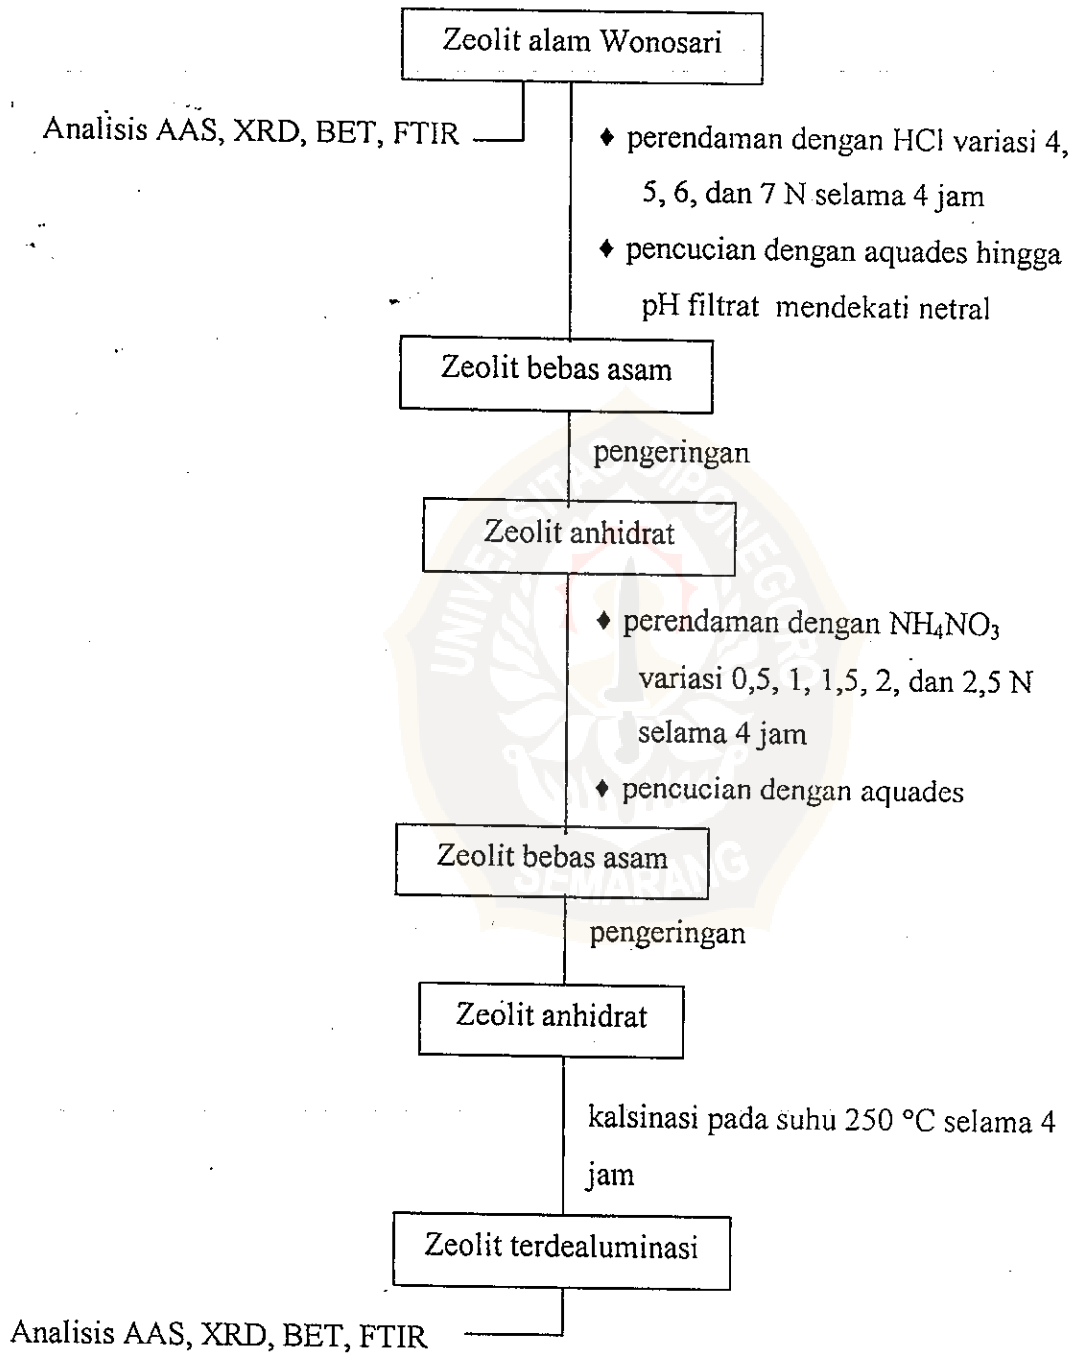 Zeolit alam Wonosari
Analisis AAS, XRD, BET, FTIR
♦ perendaman dengan HCl variasi 4,
5, 6, dan 7 N selama 4 jam
♦ pencucian dengan aquades hingga
pH filtrat mendekati netral
Zeolit bebas asam
pengeringan
Zeolit anhidrat
♦ perendaman dengan NH₄NO₃
variasi 0,5, 1, 1,5, 2, dan 2,5 N
selama 4 jam
♦ pencucian dengan aquades
Zeolit bebas asam
pengeringan
Zeolit anhidrat
kalsinasi pada suhu 250 °C selama 4
jam
Zeolit terdealuminasi
Analisis AAS, XRD, BET, FTIR
UNIVERSITAS DIPONEGORO
SEMARANG